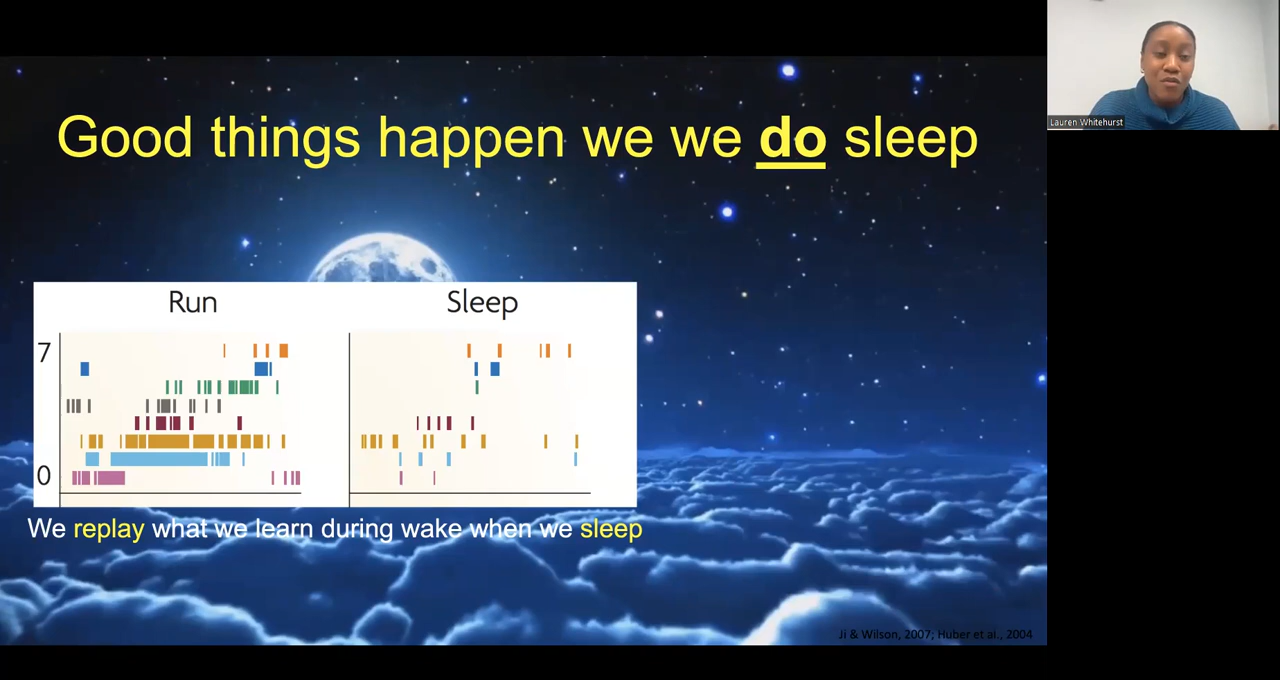 Good things happen we we do sleep
Lauren Whitehurst
Run
Sleep
7
0
We replay what we learn during wake when we sleep
Ji & Wilson, 2007; Huber et al., 2004